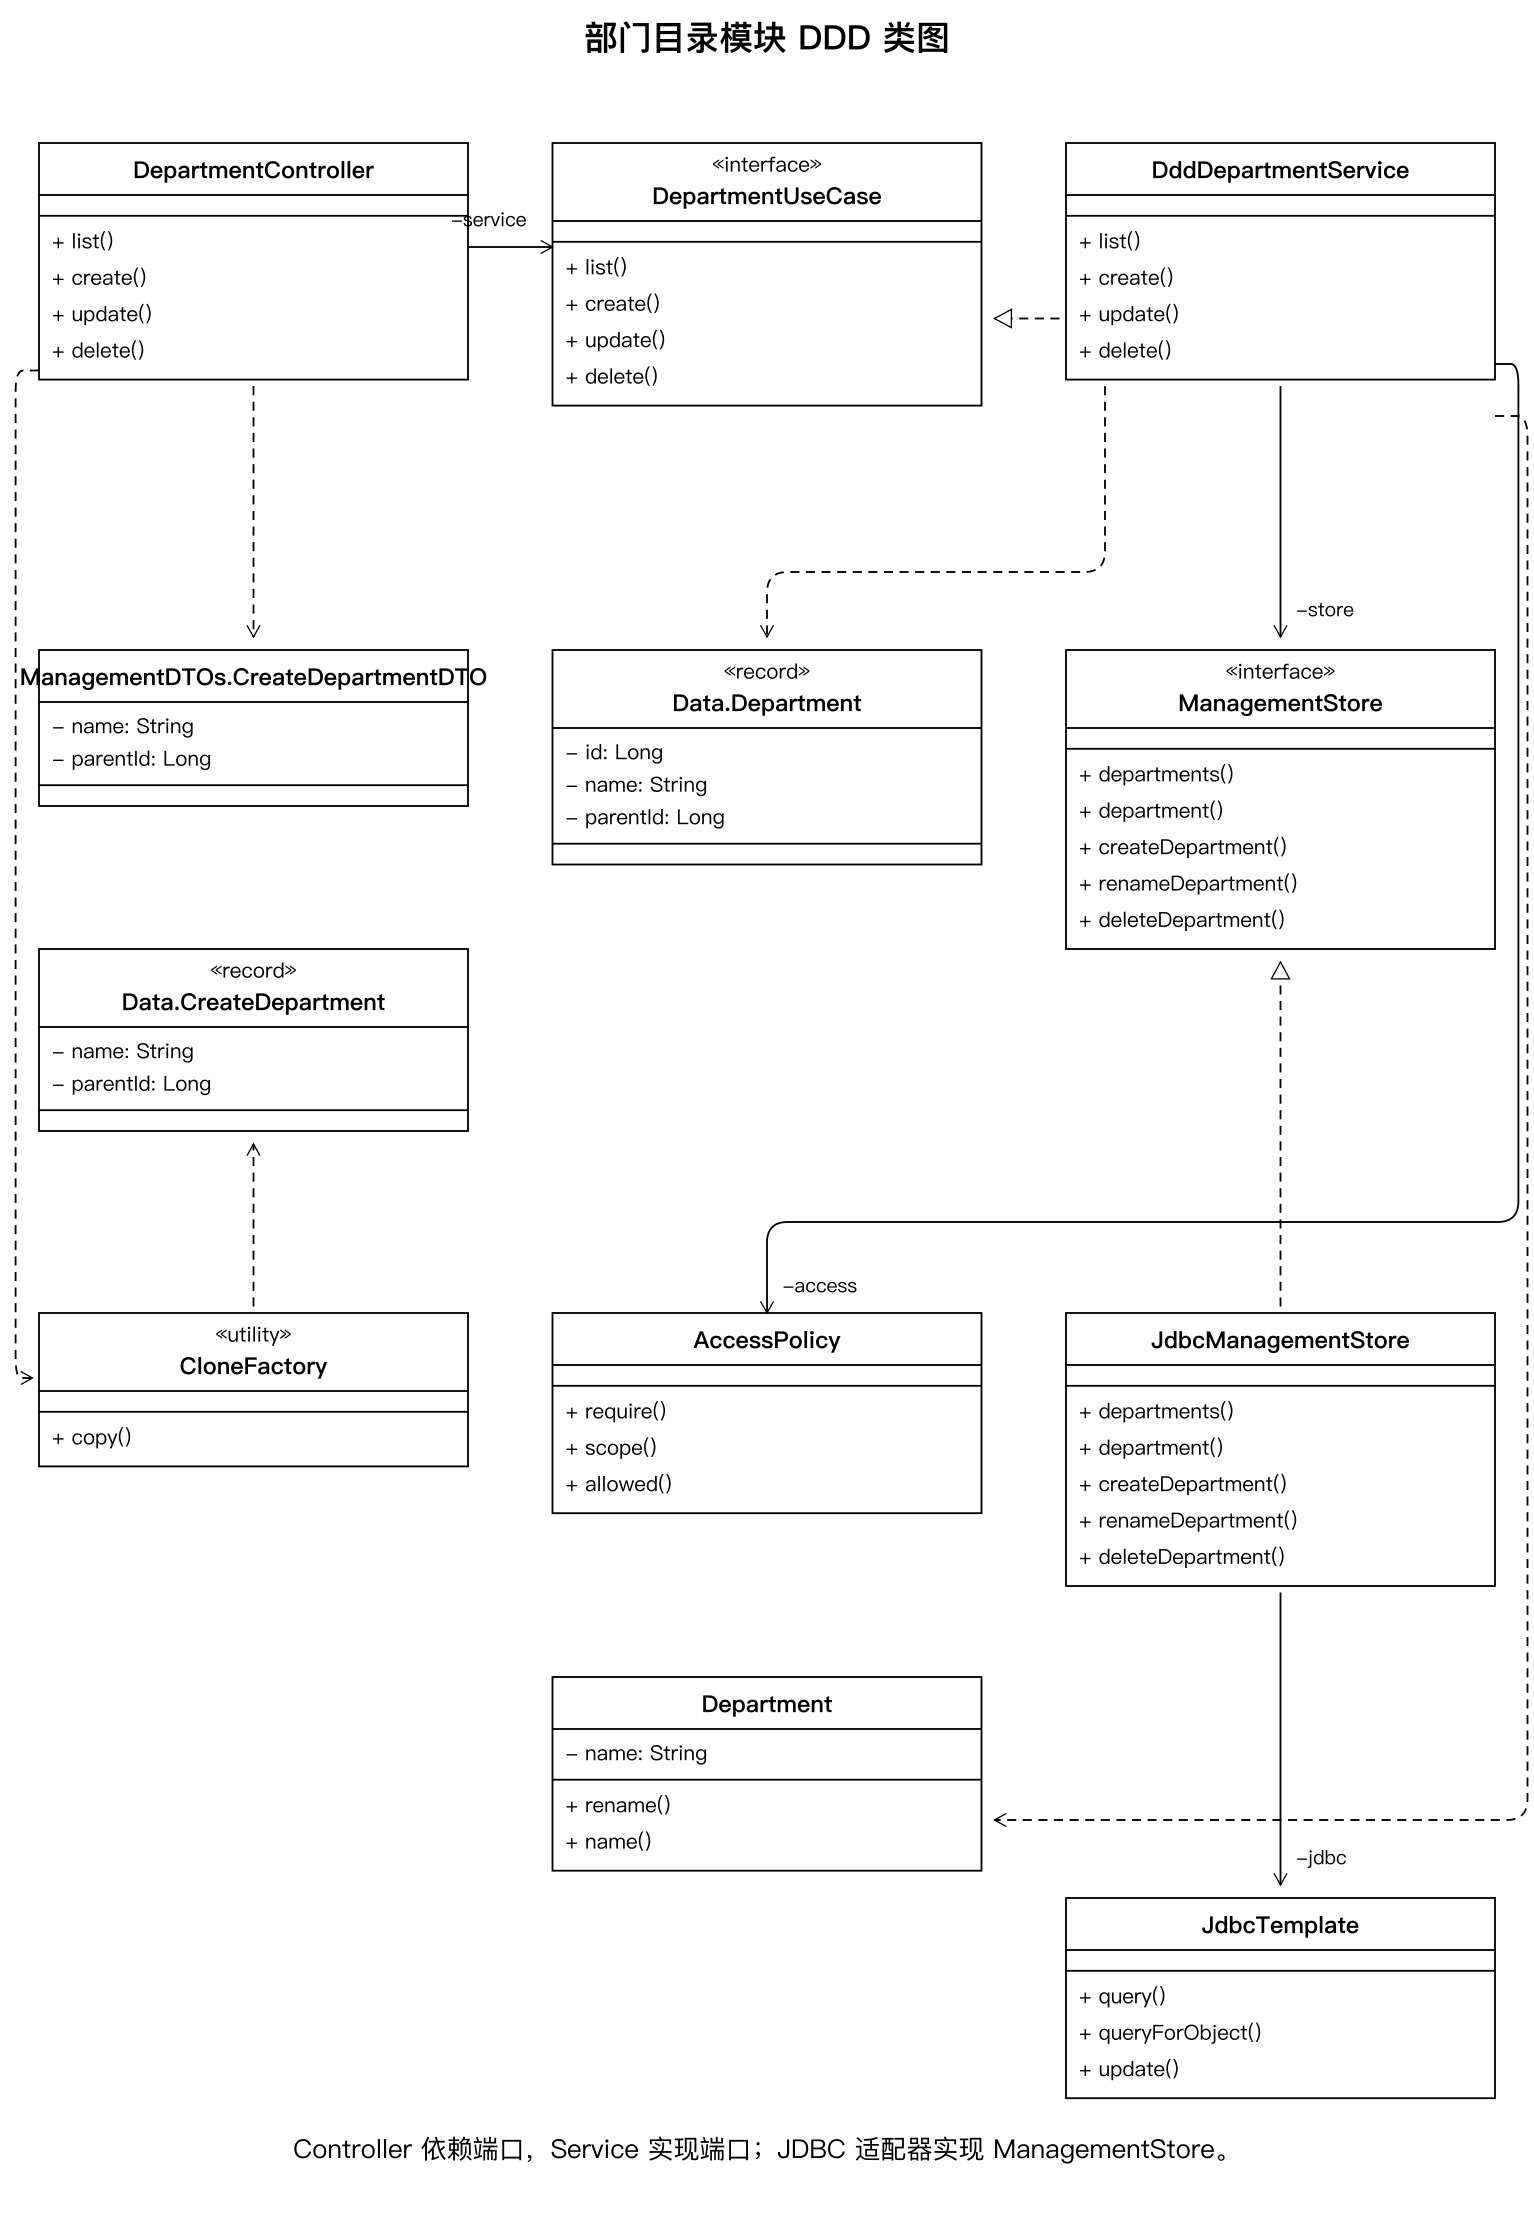 部门目录模块 DDD 类图
DepartmentController
+ list()
+ create()
+ update()
+ delete()
–service
«interface»
DepartmentUseCase
+ list()
+ create()
+ update()
+ delete()
DddDepartmentService
+ list()
+ create()
+ update()
+ delete()
–store
ManagementDTOs.CreateDepartmentDTO
– name: String
– parentId: Long
«record»
Data.Department
– id: Long
– name: String
– parentId: Long
«interface»
ManagementStore
+ departments()
+ department()
+ createDepartment()
+ renameDepartment()
+ deleteDepartment()
«record»
Data.CreateDepartment
– name: String
– parentId: Long
–access
«utility»
CloneFactory
+ copy()
AccessPolicy
+ require()
+ scope()
+ allowed()
JdbcManagementStore
+ departments()
+ department()
+ createDepartment()
+ renameDepartment()
+ deleteDepartment()
Department
– name: String
+ rename()
+ name()
–jdbc
JdbcTemplate
+ query()
+ queryForObject()
+ update()
Controller 依赖端口，Service 实现端口；JDBC 适配器实现 ManagementStore。